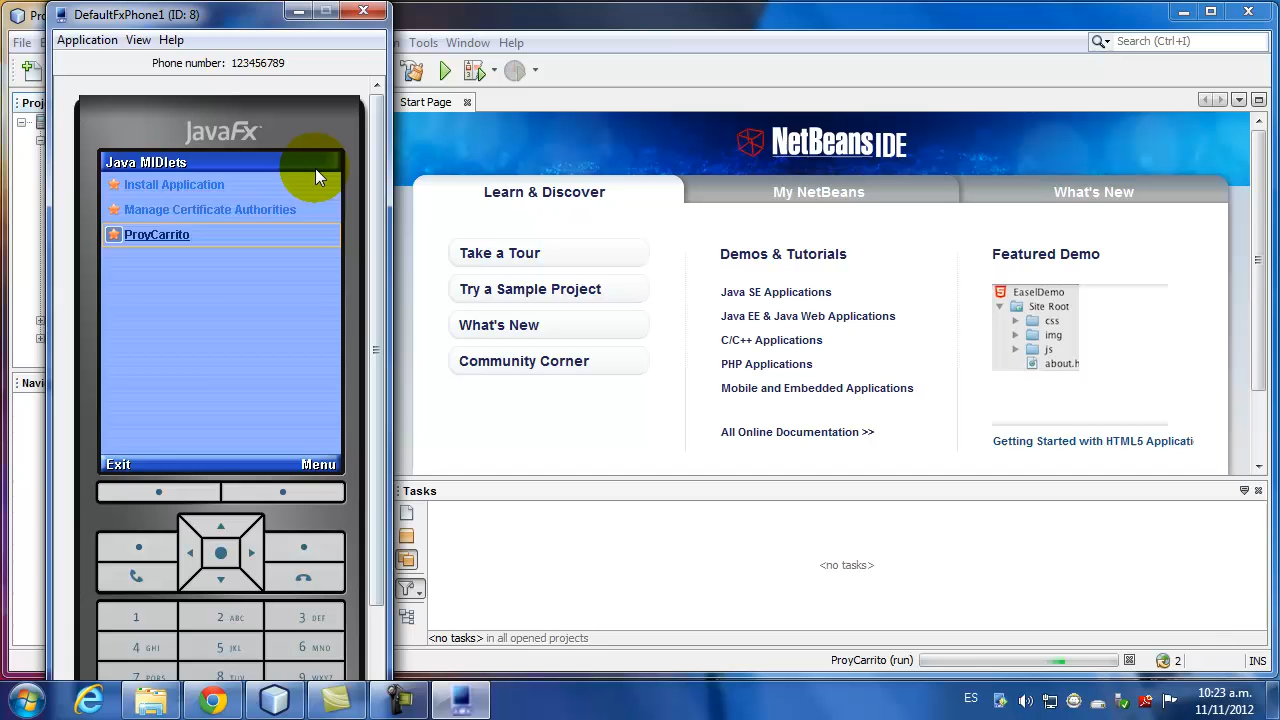 DefaultFxPhone1 (ID: 8)
Application View Help
Phone number: 123456789
JavaFx
Java MIDlets
Install Application
Manage Certificate Authorities
ProyCarrito
Exit Menu
1 2 ABC 3 DEF
4 GHI 5 JKL 6 MNO
File
Tools Window Help
Search (Ctrl+I)
Start Page
NetBeans IDE
Learn & Discover My NetBeans What's New
Take a Tour
Try a Sample Project
What's New
Community Corner
Demos & Tutorials
Java SE Applications
Java EE & Java Web Applications
C/C++ Applications
PHP Applications
Mobile and Embedded Applications
All Online Documentation >>
Featured Demo
EaselDemo
Site Root
css
img
js
about.h
Getting Started with HTML5 Applicati
Tasks
<no tasks>
<no tasks> in all opened projects
ProyCarrito (run) 2 INS
ES
10:23 a.m.
11/11/2012